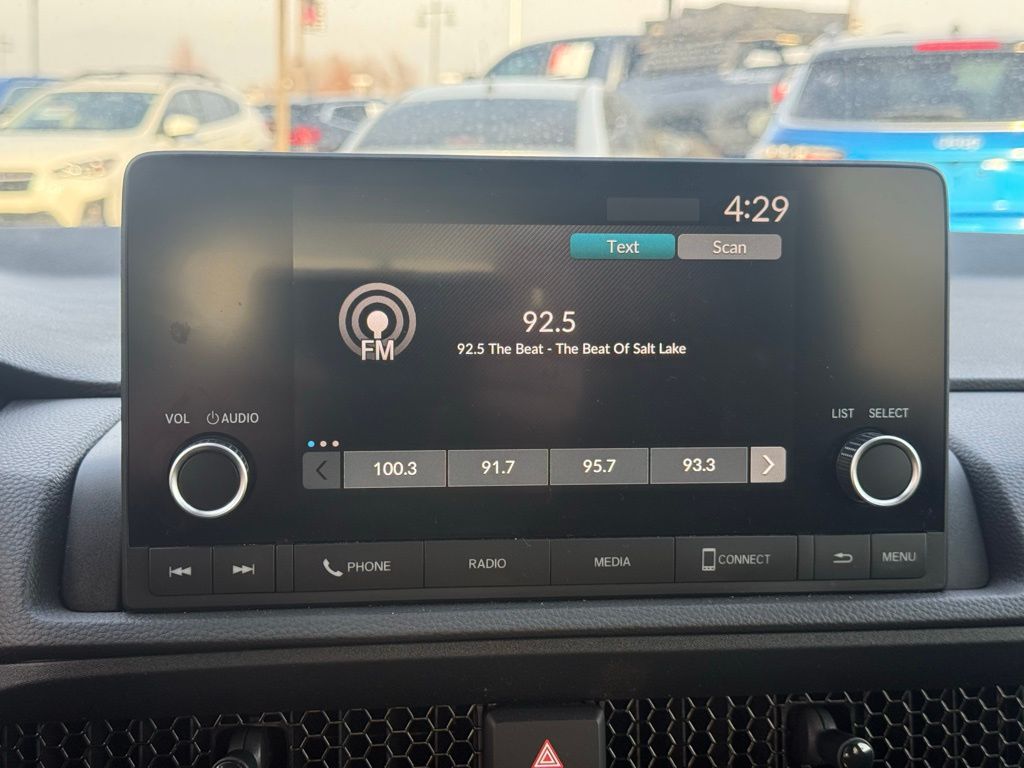 4:29
Text Scan
92.5
FM
92.5 The Beat - The Beat Of Salt Lake
VOL AUDIO
LIST SELECT
100.3 91.7 95.7 93.3
PHONE RADIO MEDIA CONNECT MENU